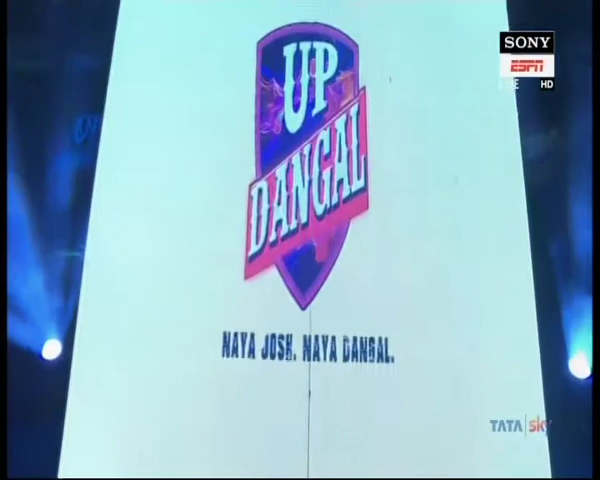 SONY
ESPN
HD
UP
DANGAL
NAYA JOSH. NAYA DANGAL.
TATA sky